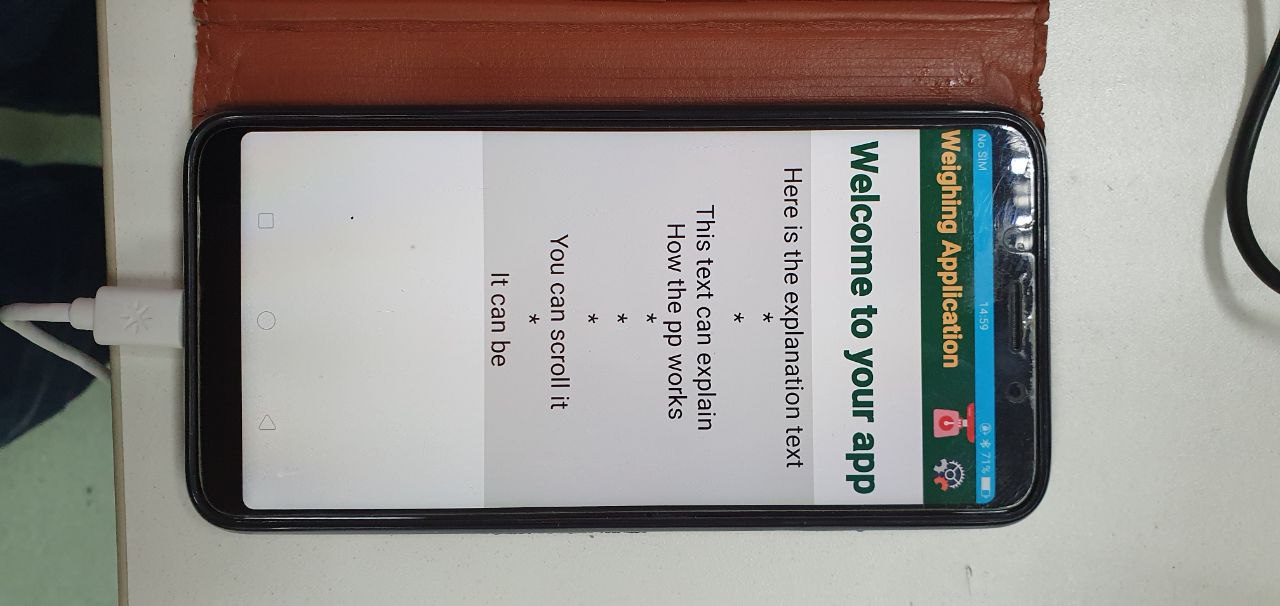 No SIM 14:59 71%
Weighing Application
Welcome to your app
Here is the explanation text
*
*
This text can explain
How the pp works
*
*
*
You can scroll it
*
It can be